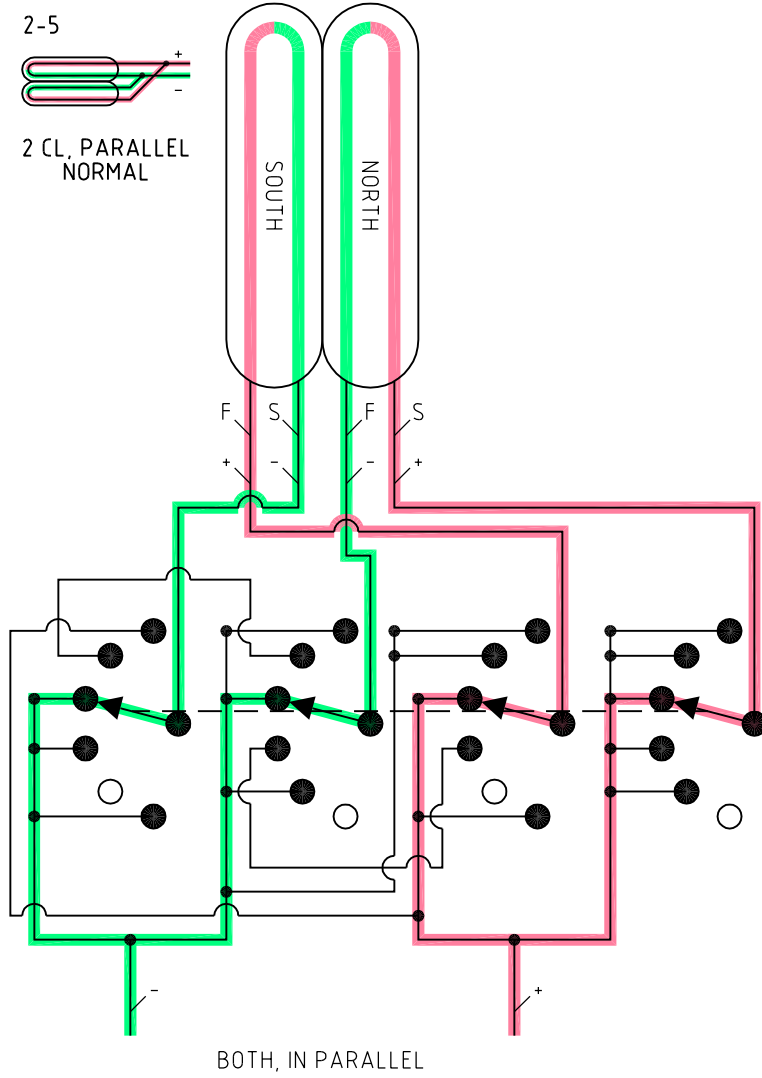 2-5
+
-
2 CL, PARALLEL
NORMAL
SOUTH
NORTH
F S F S
+ - - +
-
+
BOTH, IN PARALLEL